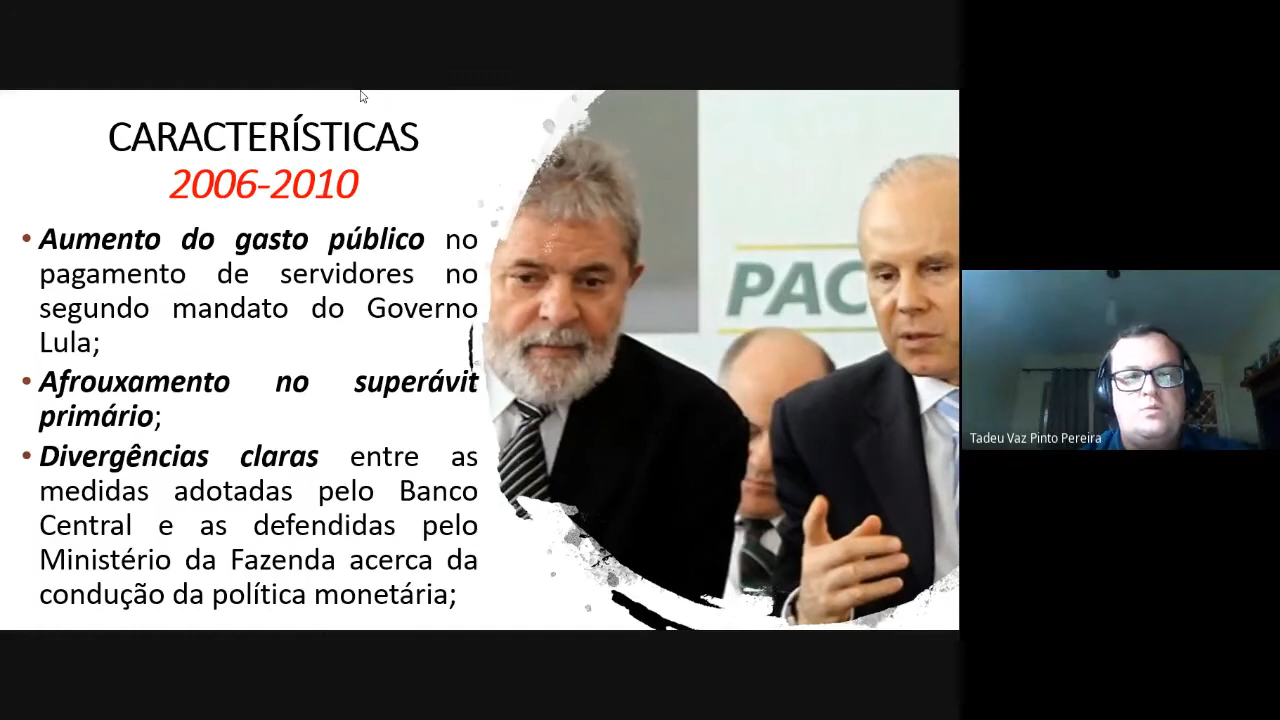 CARACTERÍSTICAS
2006-2010
• Aumento do gasto público no
pagamento de servidores no
segundo mandato do Governo
Lula;
• Afrouxamento no superávit
primário;
• Divergências claras entre as
medidas adotadas pelo Banco
Central e as defendidas pelo
Ministério da Fazenda acerca da
condução da política monetária;
PAC
Tadeu Vaz Pinto Pereira